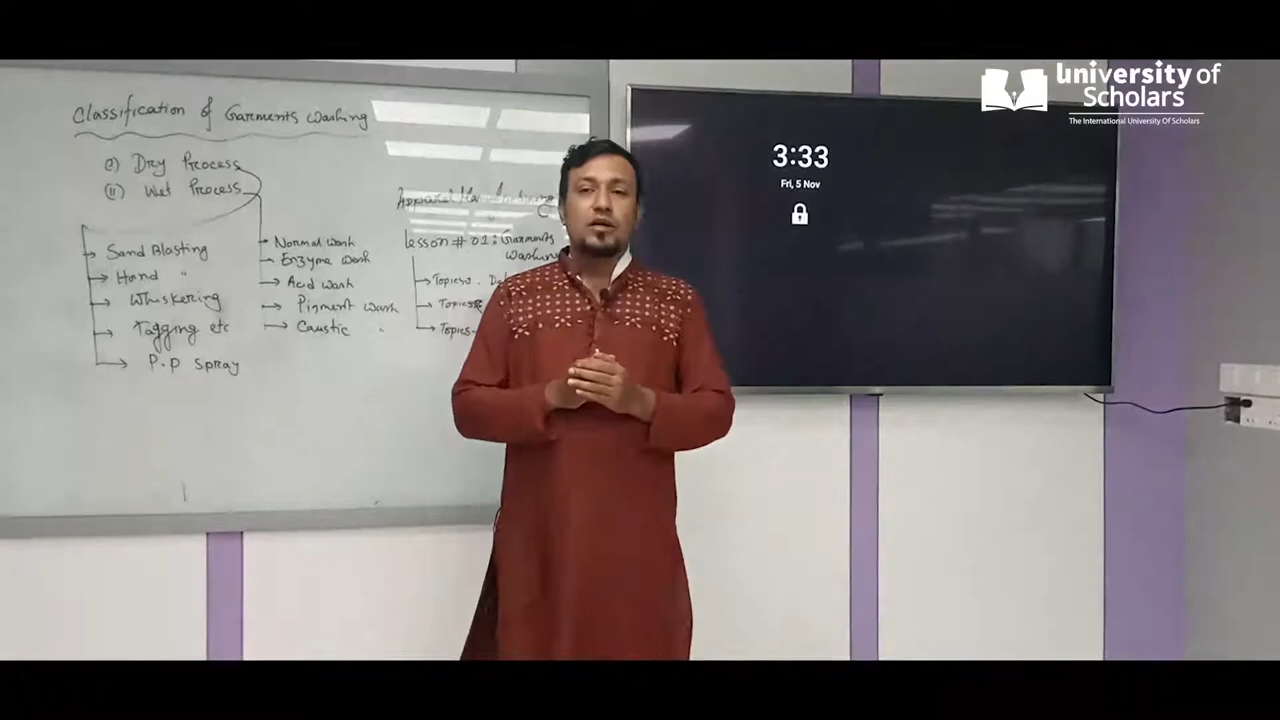 Classification of Garments Washing
(i) Dry Process
(ii) Wet Process
Sand Blasting
Hand "
Whiskering
Tagging etc
P.P Spray
Normal wash
Enzyme wash
Acid wash
Pigment wash
Caustic "
Apparel
Lesson # 01: Garments
Washing
Topics
Topics
Topics-
3:33
Fri, 5 Nov
university of
Scholars
The International University Of Scholars